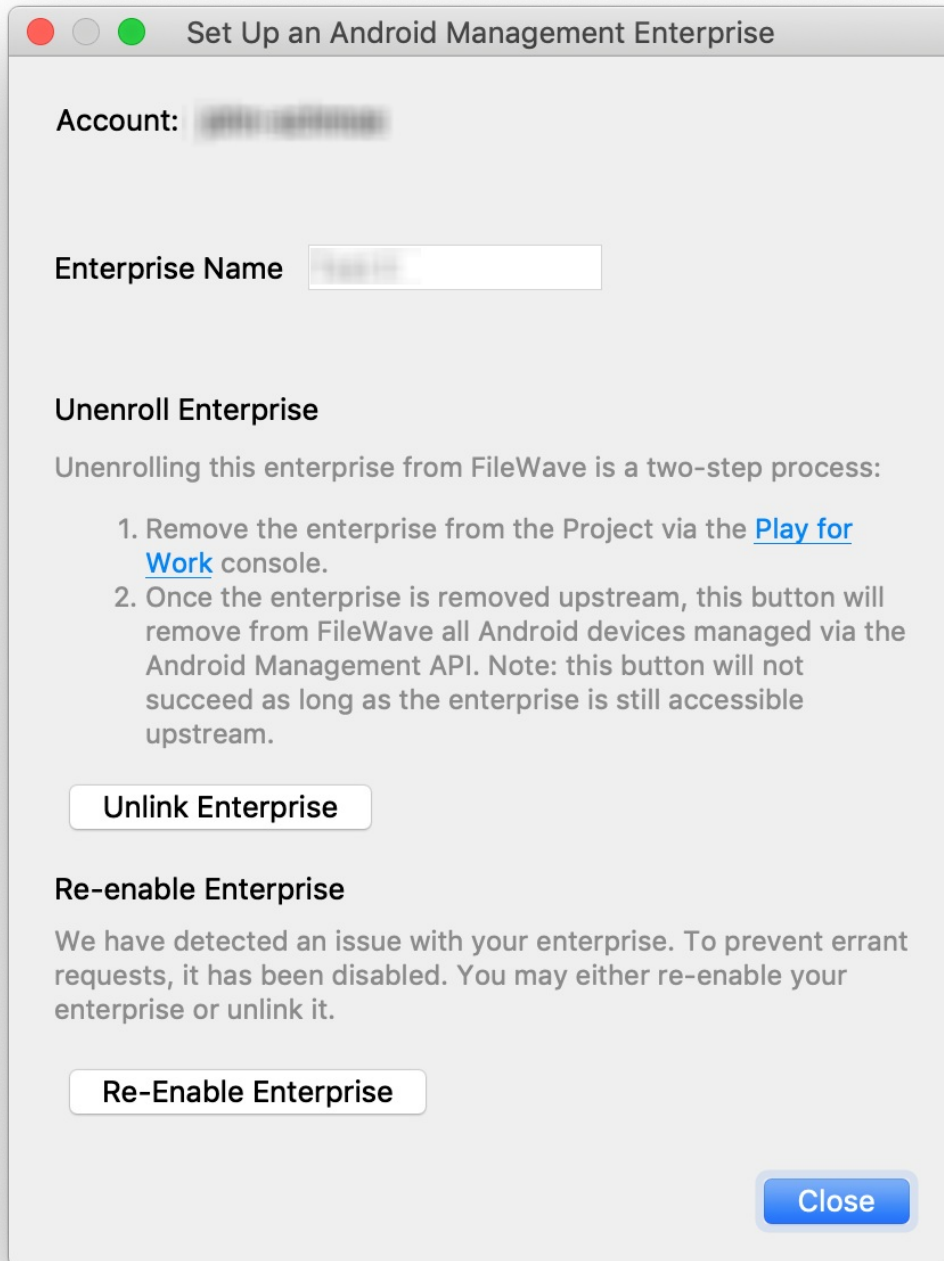 Set Up an Android Management Enterprise
Account:
Enterprise Name
Unenroll Enterprise
Unenrolling this enterprise from FileWave is a two-step process:
1. Remove the enterprise from the Project via the Play for
Work console.
2. Once the enterprise is removed upstream, this button will
remove from FileWave all Android devices managed via the
Android Management API. Note: this button will not
succeed as long as the enterprise is still accessible
upstream.
Unlink Enterprise
Re-enable Enterprise
We have detected an issue with your enterprise. To prevent errant
requests, it has been disabled. You may either re-enable your
enterprise or unlink it.
Re-Enable Enterprise
Close